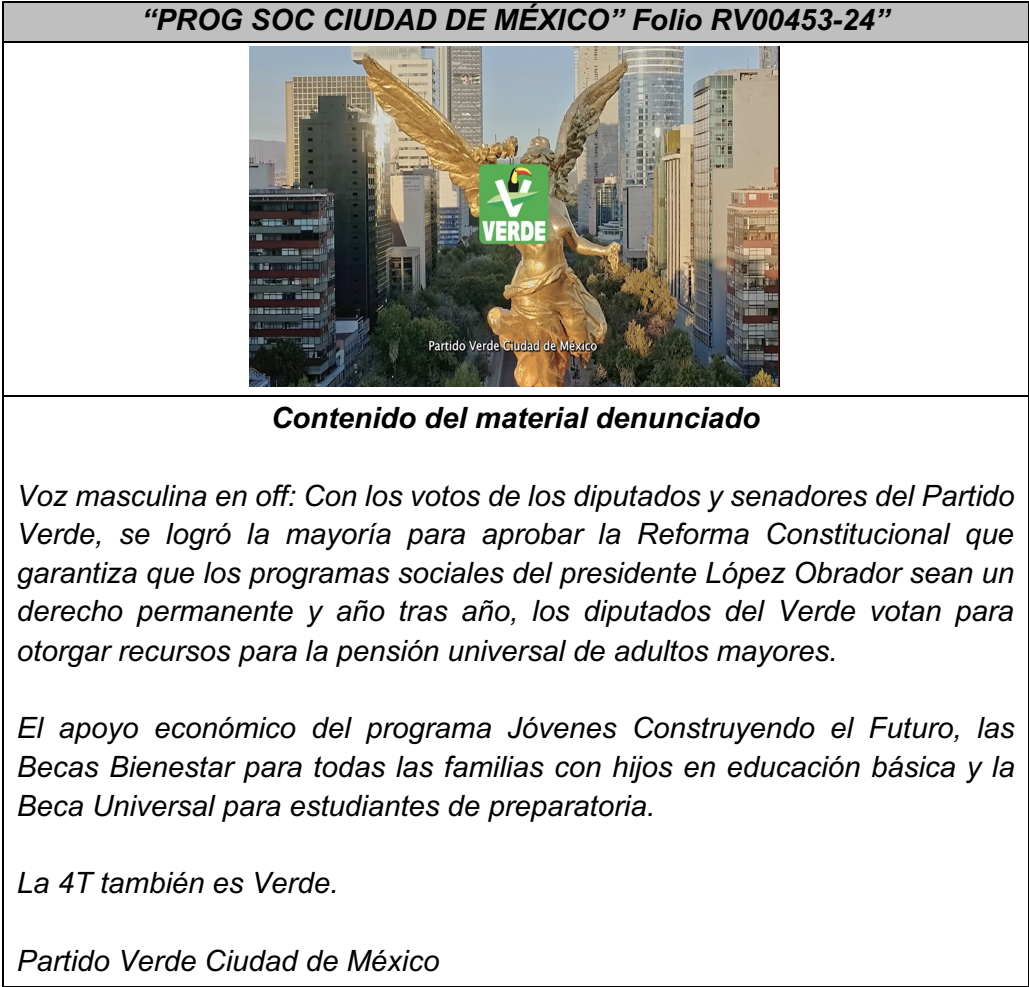 “PROG SOC CIUDAD DE MÉXICO” Folio RV00453-24”
VERDE
Partido Verde Ciudad de México
Contenido del material denunciado
Voz masculina en off: Con los votos de los diputados y senadores del Partido
Verde, se logró la mayoría para aprobar la Reforma Constitucional que
garantiza que los programas sociales del presidente López Obrador sean un
derecho permanente y año tras año, los diputados del Verde votan para
otorgar recursos para la pensión universal de adultos mayores.
El apoyo económico del programa Jóvenes Construyendo el Futuro, las
Becas Bienestar para todas las familias con hijos en educación básica y la
Beca Universal para estudiantes de preparatoria.
La 4T también es Verde.
Partido Verde Ciudad de México